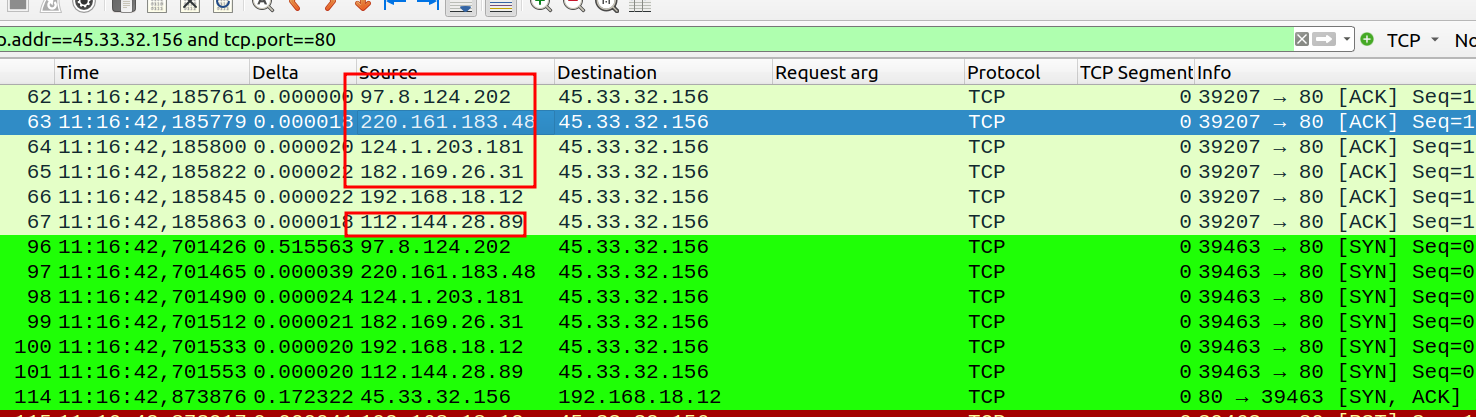 p.addr==45.33.32.156 and tcp.port==80 TCP No
Time Delta Source Destination Request arg Protocol TCP Segment Info
62 11:16:42,185761 0.000000 97.8.124.202 45.33.32.156 TCP 0 39207 → 80 [ACK] Seq=1
63 11:16:42,185779 0.000018 220.161.183.48 45.33.32.156 TCP 0 39207 → 80 [ACK] Seq=1
64 11:16:42,185800 0.000020 124.1.203.181 45.33.32.156 TCP 0 39207 → 80 [ACK] Seq=1
65 11:16:42,185822 0.000022 182.169.26.31 45.33.32.156 TCP 0 39207 → 80 [ACK] Seq=1
66 11:16:42,185845 0.000022 192.168.18.12 45.33.32.156 TCP 0 39207 → 80 [ACK] Seq=1
67 11:16:42,185863 0.000018 112.144.28.89 45.33.32.156 TCP 0 39207 → 80 [ACK] Seq=1
96 11:16:42,701426 0.515563 97.8.124.202 45.33.32.156 TCP 0 39463 → 80 [SYN] Seq=0
97 11:16:42,701465 0.000039 220.161.183.48 45.33.32.156 TCP 0 39463 → 80 [SYN] Seq=0
98 11:16:42,701490 0.000024 124.1.203.181 45.33.32.156 TCP 0 39463 → 80 [SYN] Seq=0
99 11:16:42,701512 0.000021 182.169.26.31 45.33.32.156 TCP 0 39463 → 80 [SYN] Seq=0
100 11:16:42,701533 0.000020 192.168.18.12 45.33.32.156 TCP 0 39463 → 80 [SYN] Seq=0
101 11:16:42,701553 0.000020 112.144.28.89 45.33.32.156 TCP 0 39463 → 80 [SYN] Seq=0
114 11:16:42,873876 0.172322 45.33.32.156 192.168.18.12 TCP 0 80 → 39463 [SYN, ACK]